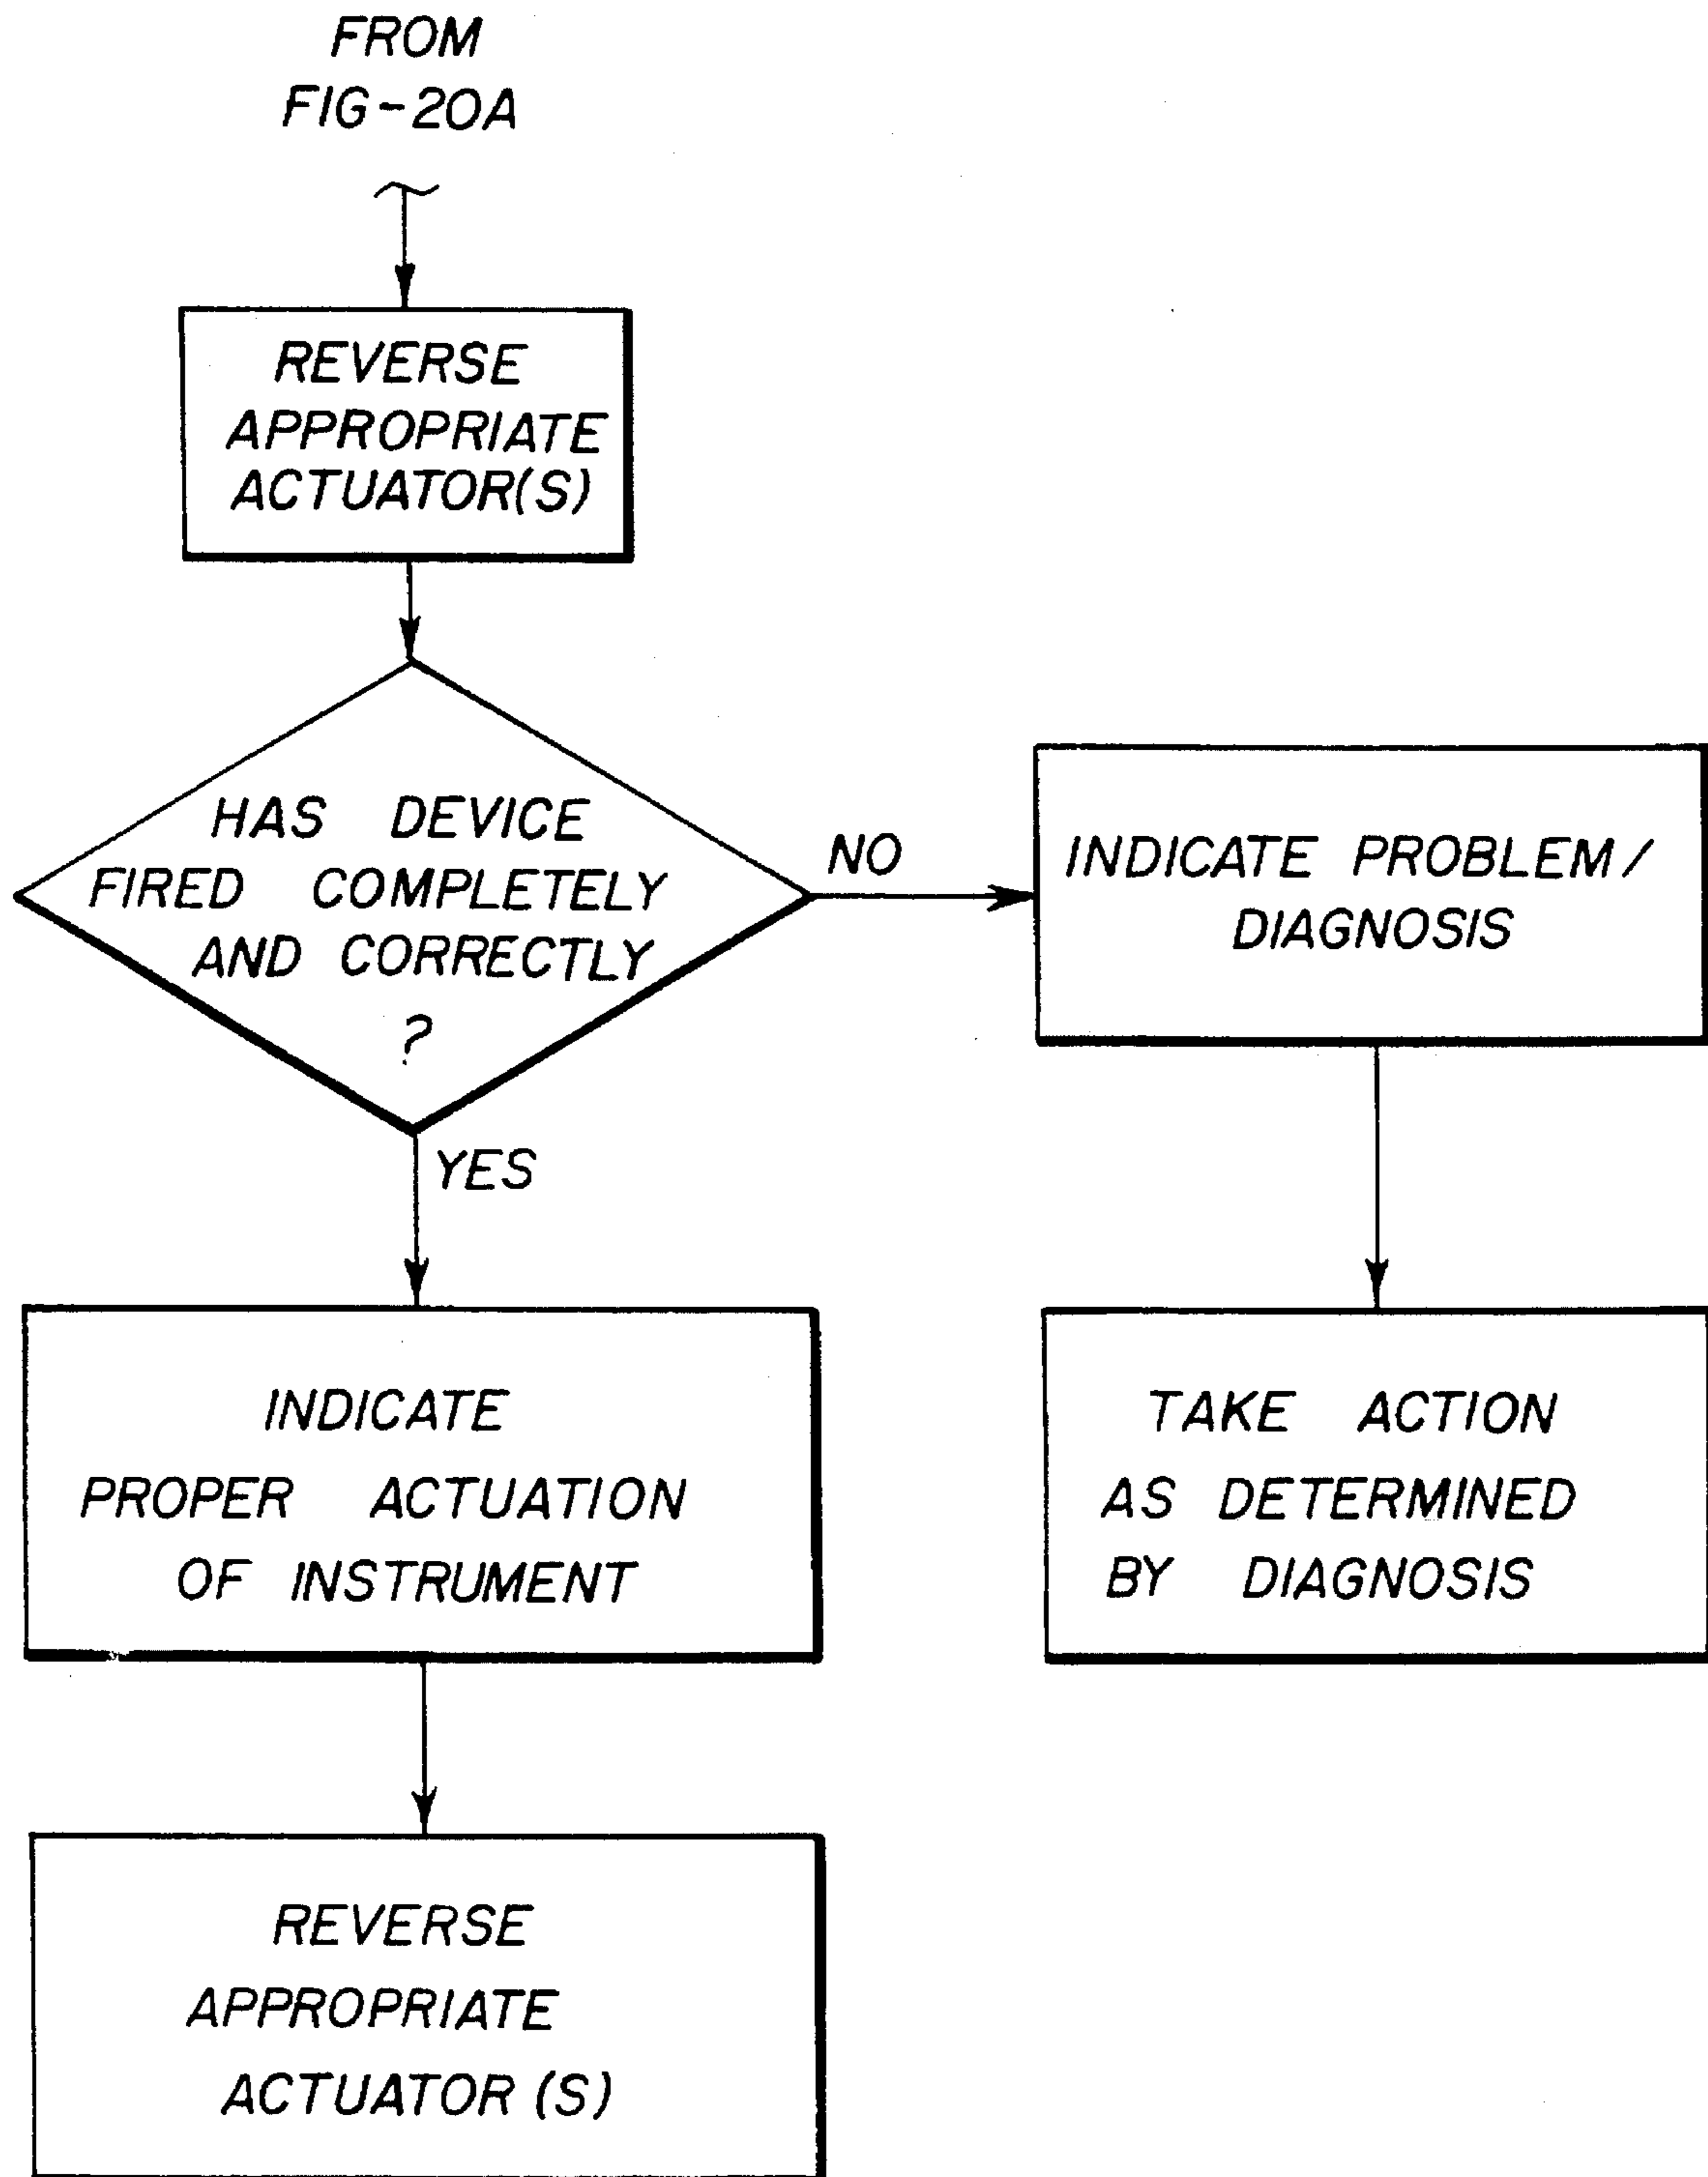 FROM
FIG-20A
REVERSE
APPROPRIATE
ACTUATOR(S)
HAS DEVICE
FIRED COMPLETELY
AND CORRECTLY
?
NO
INDICATE PROBLEM/
DIAGNOSIS
YES
INDICATE
PROPER ACTUATION
OF INSTRUMENT
TAKE ACTION
AS DETERMINED
BY DIAGNOSIS
REVERSE
APPROPRIATE
ACTUATOR (S)